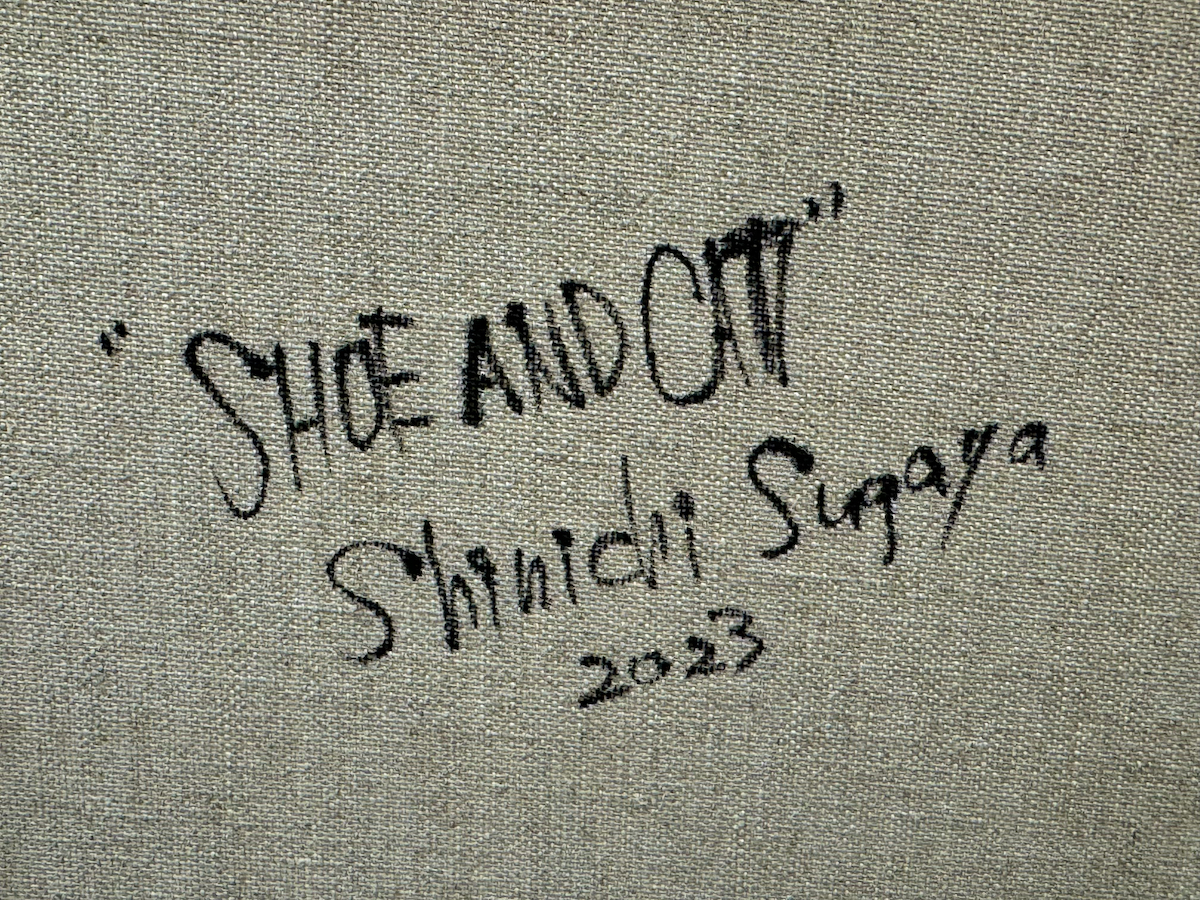 "SHOE AND CAT"
Shinichi Sugaya
2023